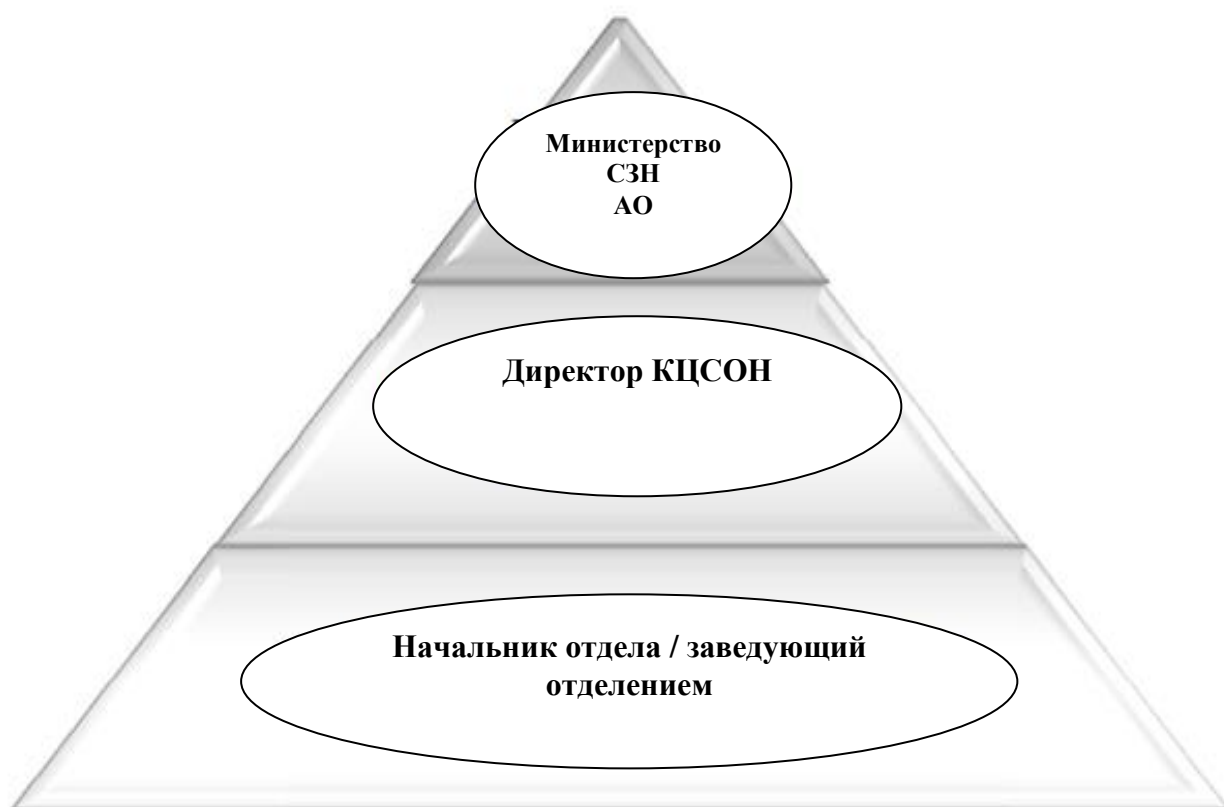 Министерство
СЗН
АО
Директор КЦСОН
Начальник отдела / заведующий
отделением